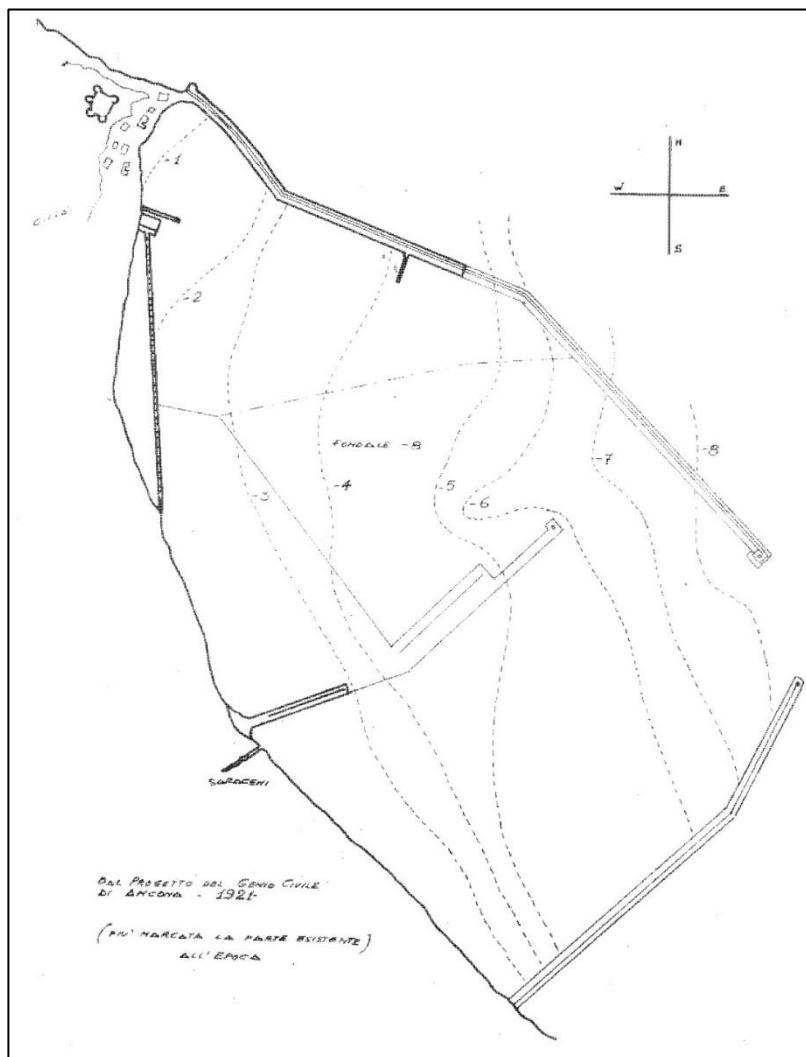 -1
N
W E
S
-2
FONDALE -8
-3
-4
-5
-6
-7
-8
SARACENI
DAL PROGETTO DEL GENIO CIVILE
DI ANCONA - 1921-
(PIU' MARCATA LA PARTE ESISTENTE)
ALL'EPOCA